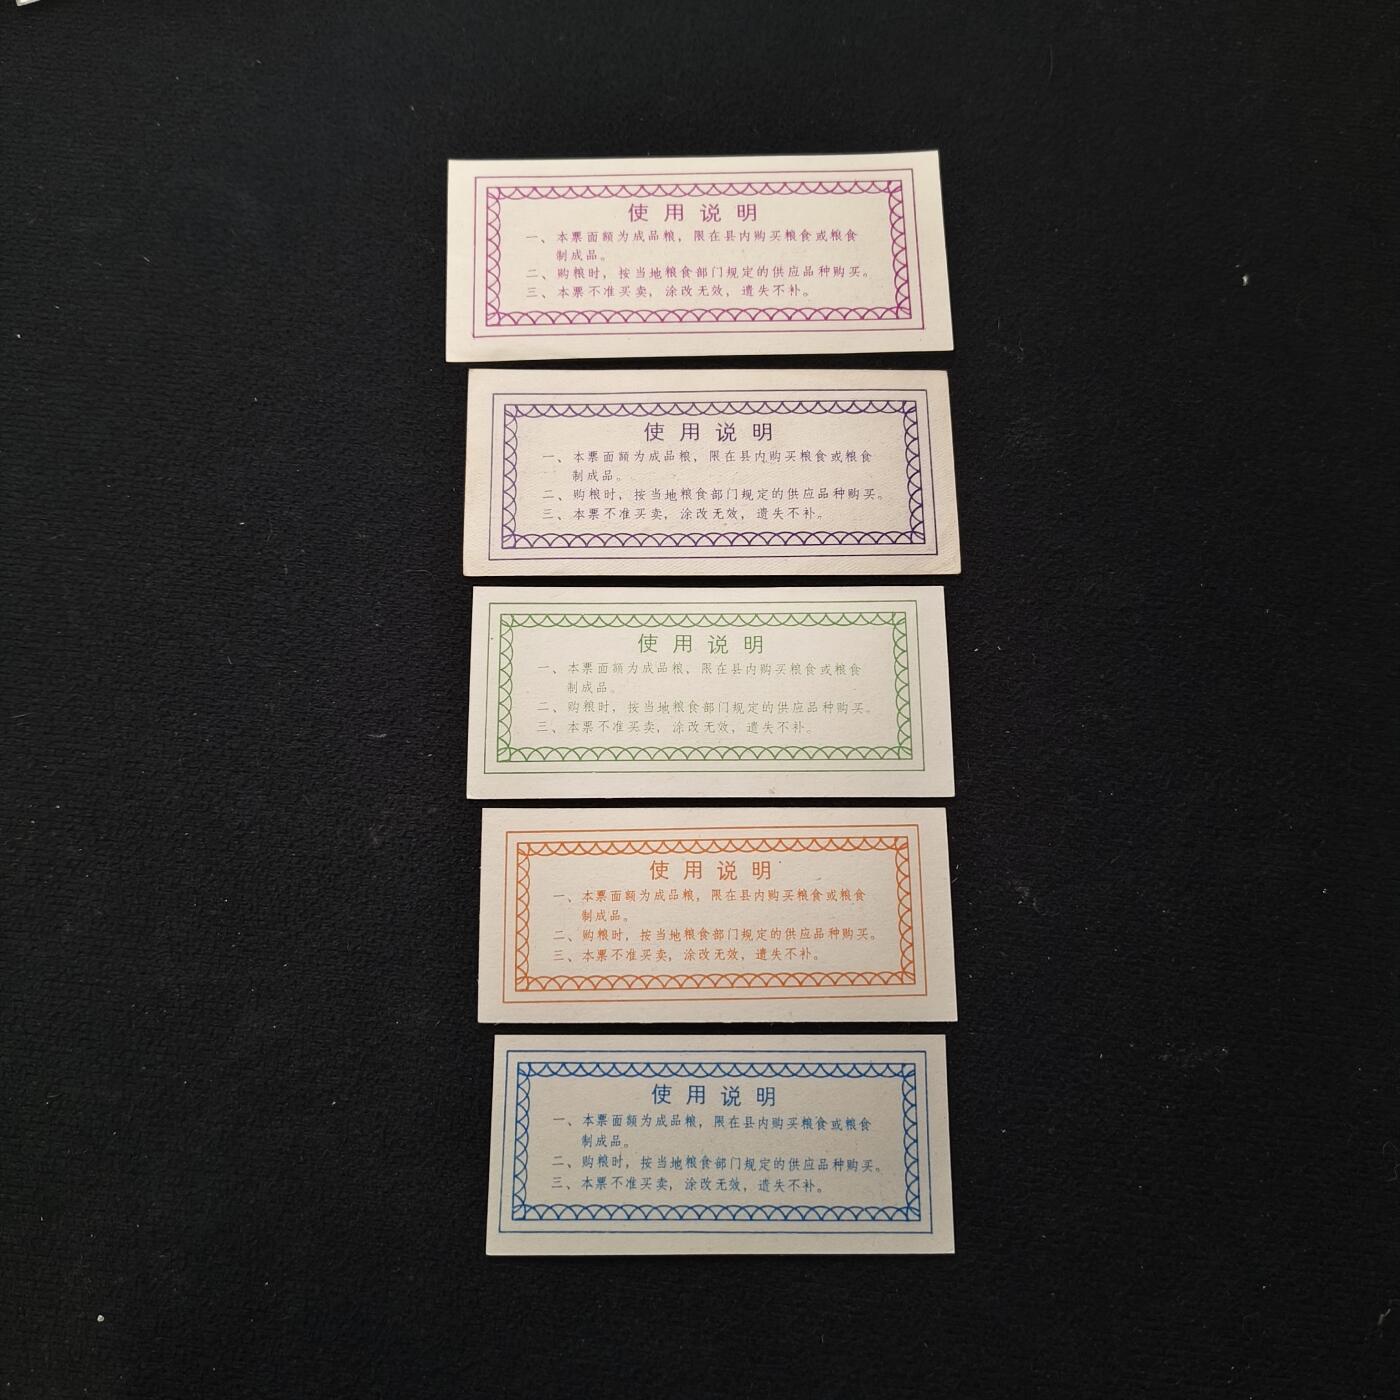 使用说明
一、本票面额为成品粮，限在县内购买粮食或粮食
制成品。
二、购粮时，按当地粮食部门规定的供应品种购买。
三、本票不准买卖，涂改无效，遗失不补。
使用说明
一、本票面额为成品粮，限在县内购买粮食或粮食
制成品。
二、购粮时，按当地粮食部门规定的供应品种购买。
三、本票不准买卖，涂改无效，遗失不补。
使用说明
一、本票面额为成品粮，限在县内购买粮食或粮食
制成品。
二、购粮时，按当地粮食部门规定的供应品种购买。
三、本票不准买卖，涂改无效，遗失不补。
使用说明
一、本票面额为成品粮，限在县内购买粮食或粮食
制成品。
二、购粮时，按当地粮食部门规定的供应品种购买。
三、本票不准买卖，涂改无效，遗失不补。
使用说明
一、本票面额为成品粮，限在县内购买粮食或粮食
制成品。
二、购粮时，按当地粮食部门规定的供应品种购买。
三、本票不准买卖，涂改无效，遗失不补。